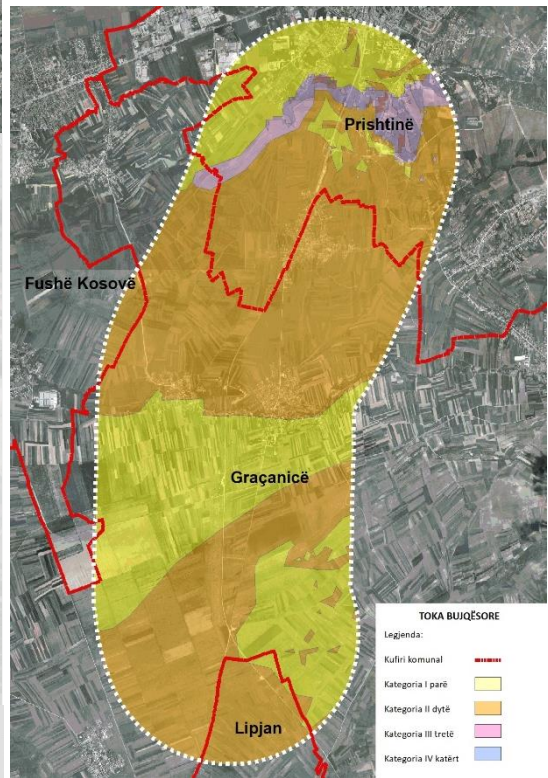 Prishtinë
Fushë Kosovë
Graçanicë
Lipjan
TOKA BUJQËSORE
Legjenda:
Kufiri komunal
Kategoria I parë
Kategoria II dytë
Kategoria III tretë
Kategoria IV katërt